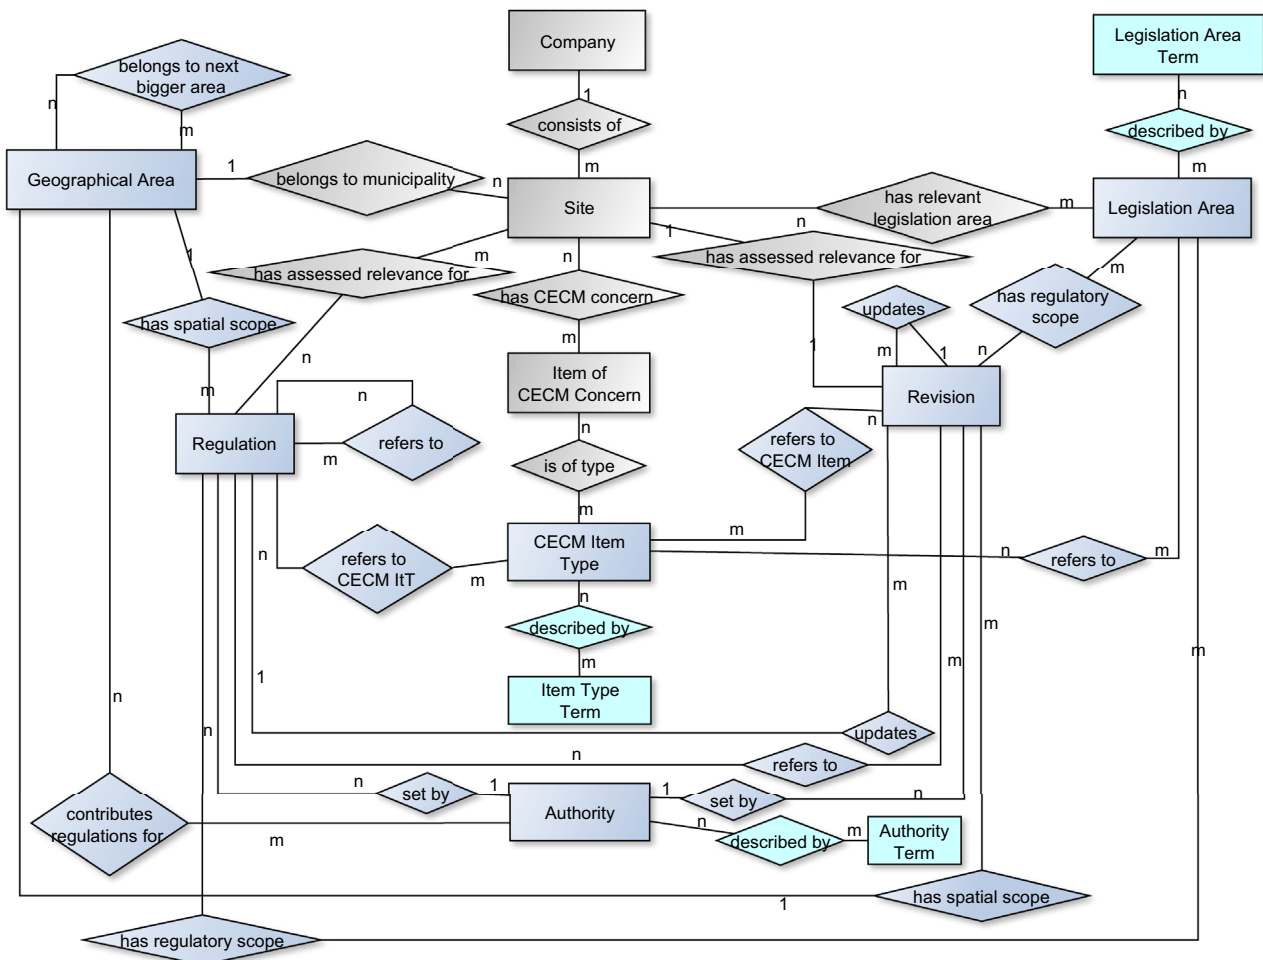 Company
Legislation Area
Term
belongs to next
bigger area
n
m
1
consists of
m
n
described by
m
Geographical Area
1
belongs to municipality
n
Site
has relevant
legislation area
m
Legislation Area
n
1
has assessed relevance for
m
n
has assessed relevance for
1
has CECM concern
m
has regulatory
scope
m
n
updates
m
1
1
has spatial scope
m
n
m
Item of
CECM Concern
Revision
n
Regulation
refers to
m
n
is of type
m
n
refers to
CECM Item
m
CECM Item
Type
n
refers to
m
n
refers to
CECM ItT
m
n
described by
m
Item Type
Term
m
m
m
m
1
n
n
updates
n
refers to
n
set by
1
Authority
1
set by
n
contributes
regulations for
m
n
described by
m
Authority
Term
has spatial scope
1
has regulatory scope